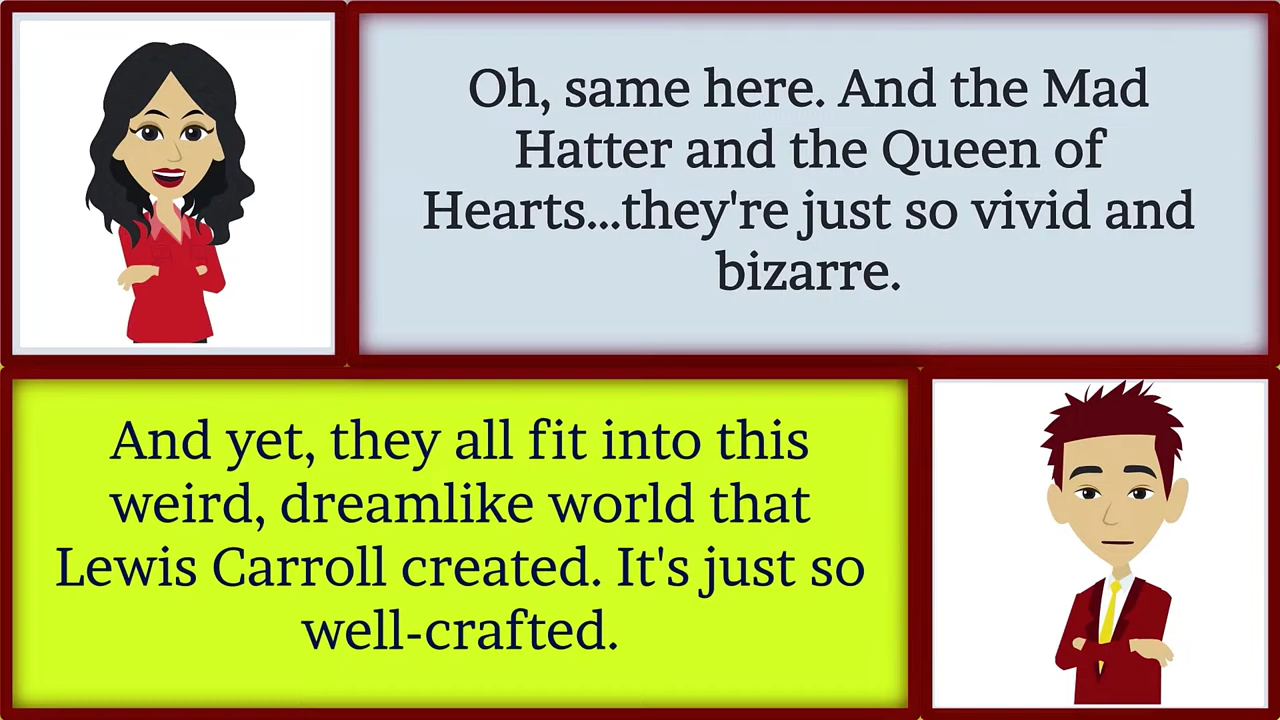 Oh, same here. And the Mad
Hatter and the Queen of
Hearts...they're just so vivid and
bizarre.
And yet, they all fit into this
weird, dreamlike world that
Lewis Carroll created. It's just so
well-crafted.